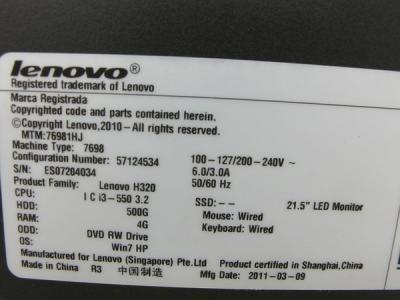 lenovo®
Registered trademark of Lenovo
Marca Registrada
Copyrighted code and parts contained herein.
©Copyright Lenovo,2010–All rights reserved.
MTM:76981HJ
Machine Type: 7698
Configuration Number: 57124534 100-127/200-240V ~
S/N: ES07204034 6.0/3.0A
Product Family: Lenovo H320 50/60 Hz
CPU: I C i3-550 3.2
HDD: 500G SSD: -- 21.5" LED Monitor
RAM: 4G Mouse: Wired
ODD: DVD RW Drive Keyboard: Wired
OS: Win7 HP
Manufactured for Lenovo (Singapore) Pte.Ltd Product certified in Shanghai,China
Made in China R3 中国制造 Mfg Date: 2011-03-09